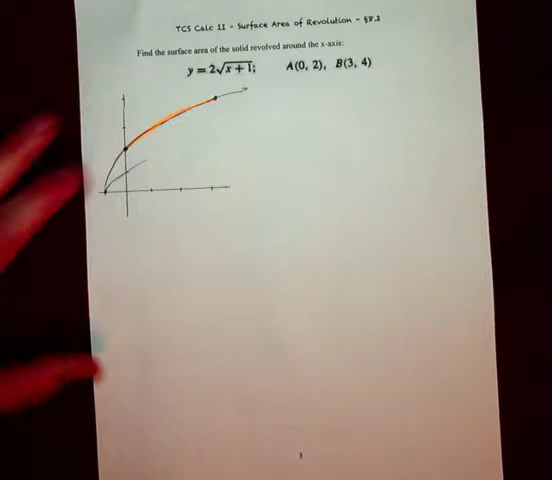 TCS Calc II - Surface Area of Revolution - §8.2
Find the surface area of the solid revolved around the x-axis:
y = 2√x + 1; A(0, 2), B(3, 4)
3